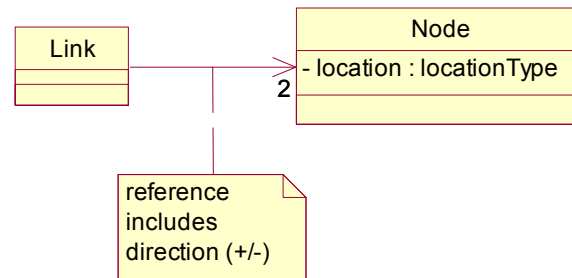 Link
Node
- location : locationType
2
reference
includes
direction (+/-)